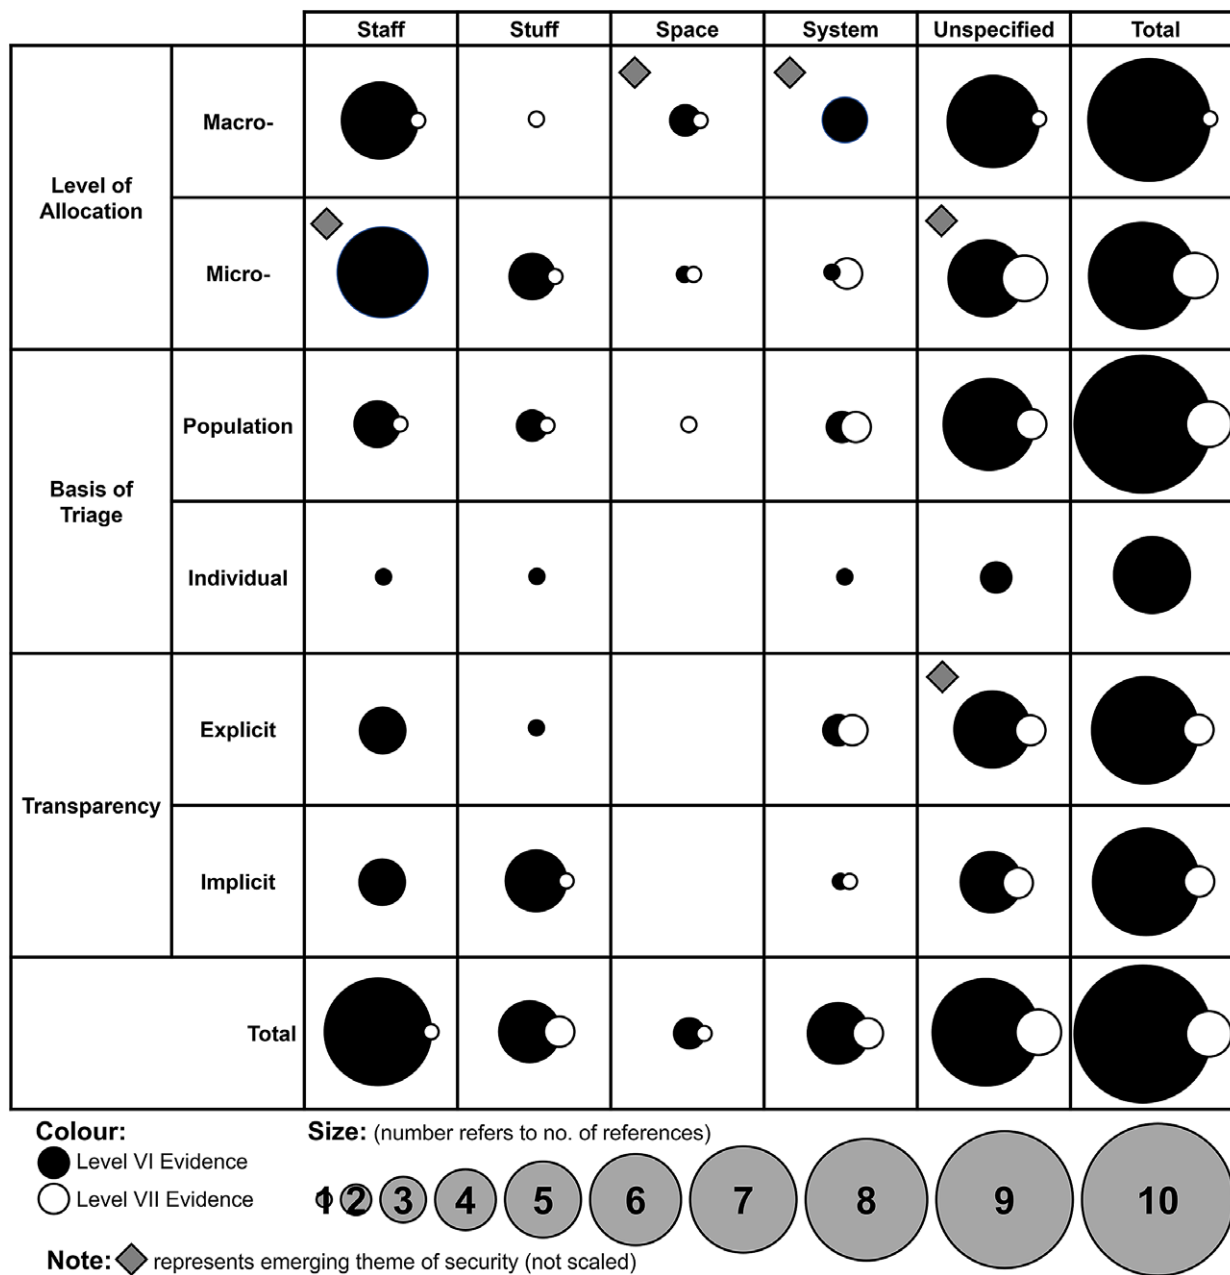 Staff Stuff Space System Unspecified Total
Level of
Allocation
Macro-
Micro-
Basis of
Triage
Population
Individual
Transparency
Explicit
Implicit
Total
Colour:
Level VI Evidence
Level VII Evidence
Size: (number refers to no. of references)
1 2 3 4 5 6 7 8 9 10
Note: represents emerging theme of security (not scaled)